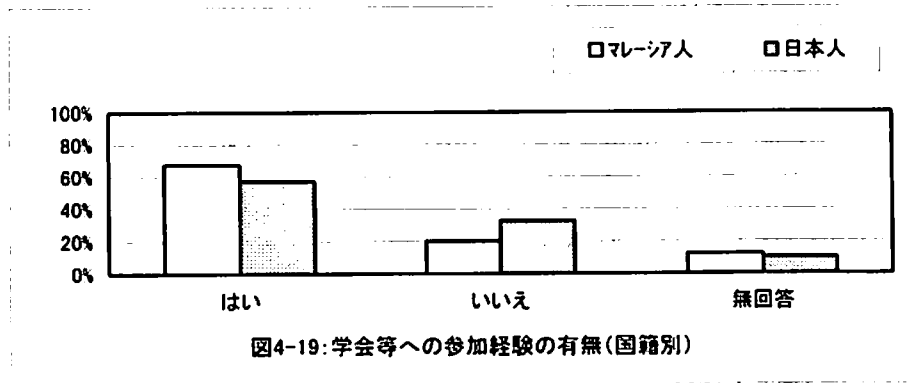 □マレーシア人 □日本人
100%
80%
60%
40%
20%
0%
はい いいえ 無回答
図4-19:学会等への参加経験の有無(国籍別)